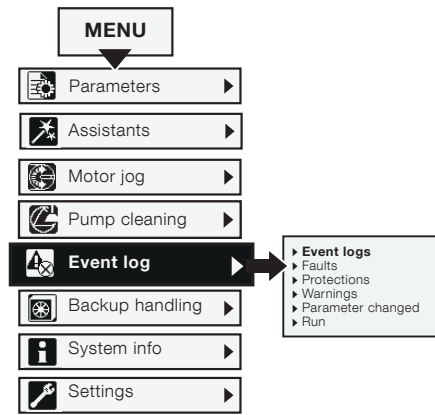 MENU
Parameters
Assistants
Motor jog
Pump cleaning
Event log
Event logs
Faults
Protections
Warnings
Parameter changed
Run
Backup handling
System info
Settings